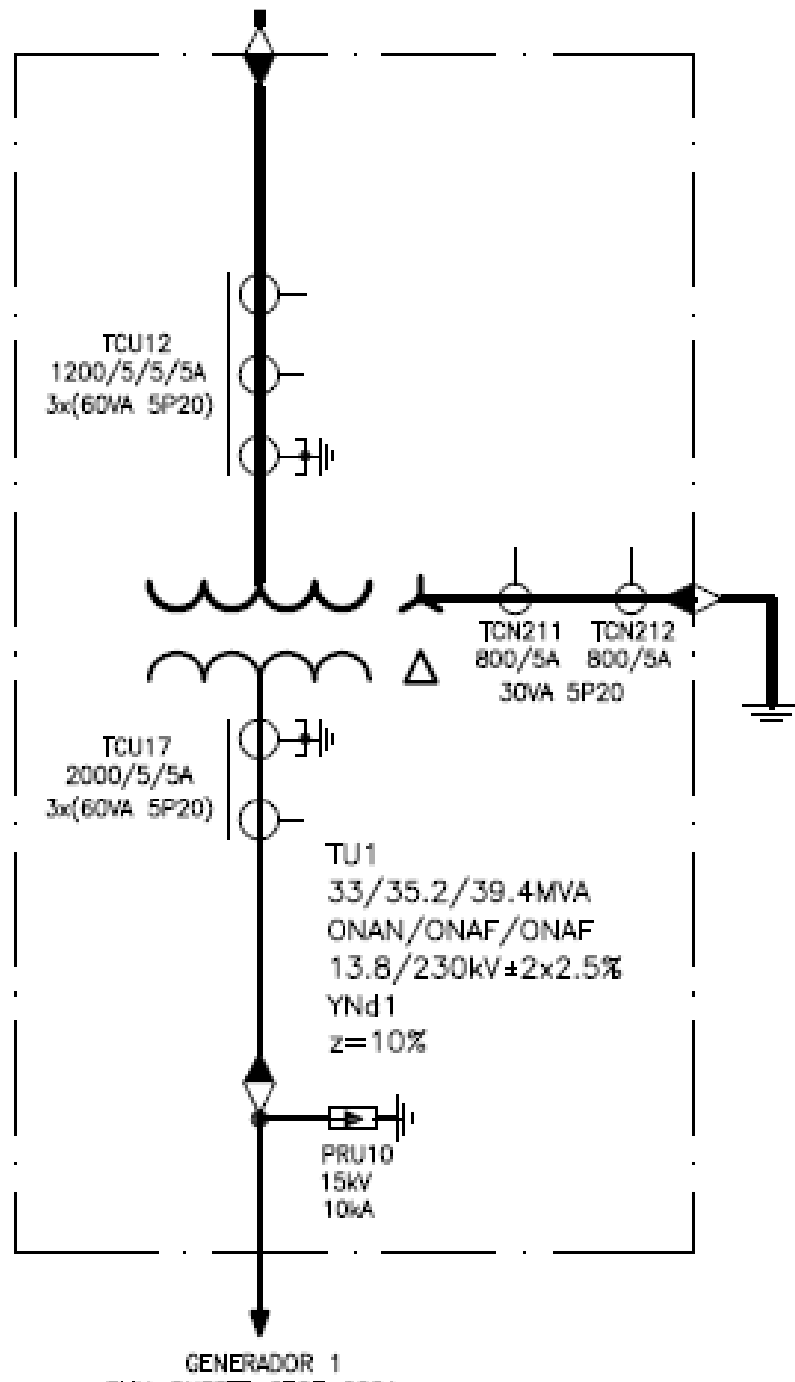 TCU12
1200/5/5/5A
3x(60VA 5P20)
TCN211 TCN212
800/5A 800/5A
30VA 5P20
TCU17
2000/5/5A
3x(60VA 5P20)
TU1
33/35.2/39.4MVA
ONAN/ONAF/ONAF
13.8/230kV±2x2.5%
YNd1
z=10%
PRU10
15kV
10kA
GENERADOR 1